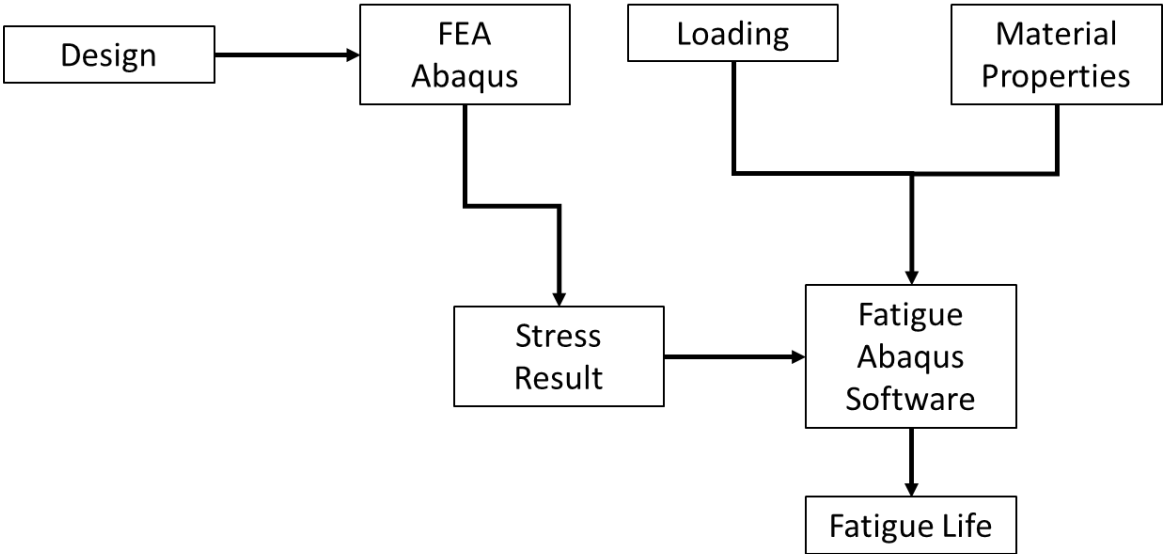 Design
FEA
Abaqus
Loading
Material
Properties
Stress
Result
Fatigue
Abaqus
Software
Fatigue Life